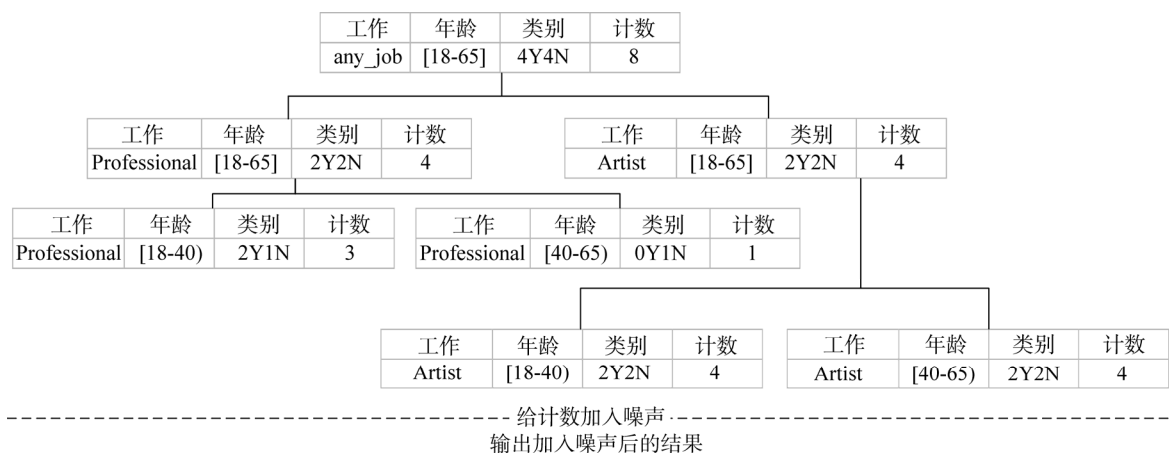 工作 年龄 类别 计数
any_job [18-65] 4Y4N 8
工作 年龄 类别 计数
Professional [18-65] 2Y2N 4
工作 年龄 类别 计数
Artist [18-65] 2Y2N 4
工作 年龄 类别 计数
Professional [18-40) 2Y1N 3
工作 年龄 类别 计数
Professional [40-65) 0Y1N 1
工作 年龄 类别 计数
Artist [18-40) 2Y2N 4
工作 年龄 类别 计数
Artist [40-65) 2Y2N 4
给计数加入噪声
输出加入噪声后的结果